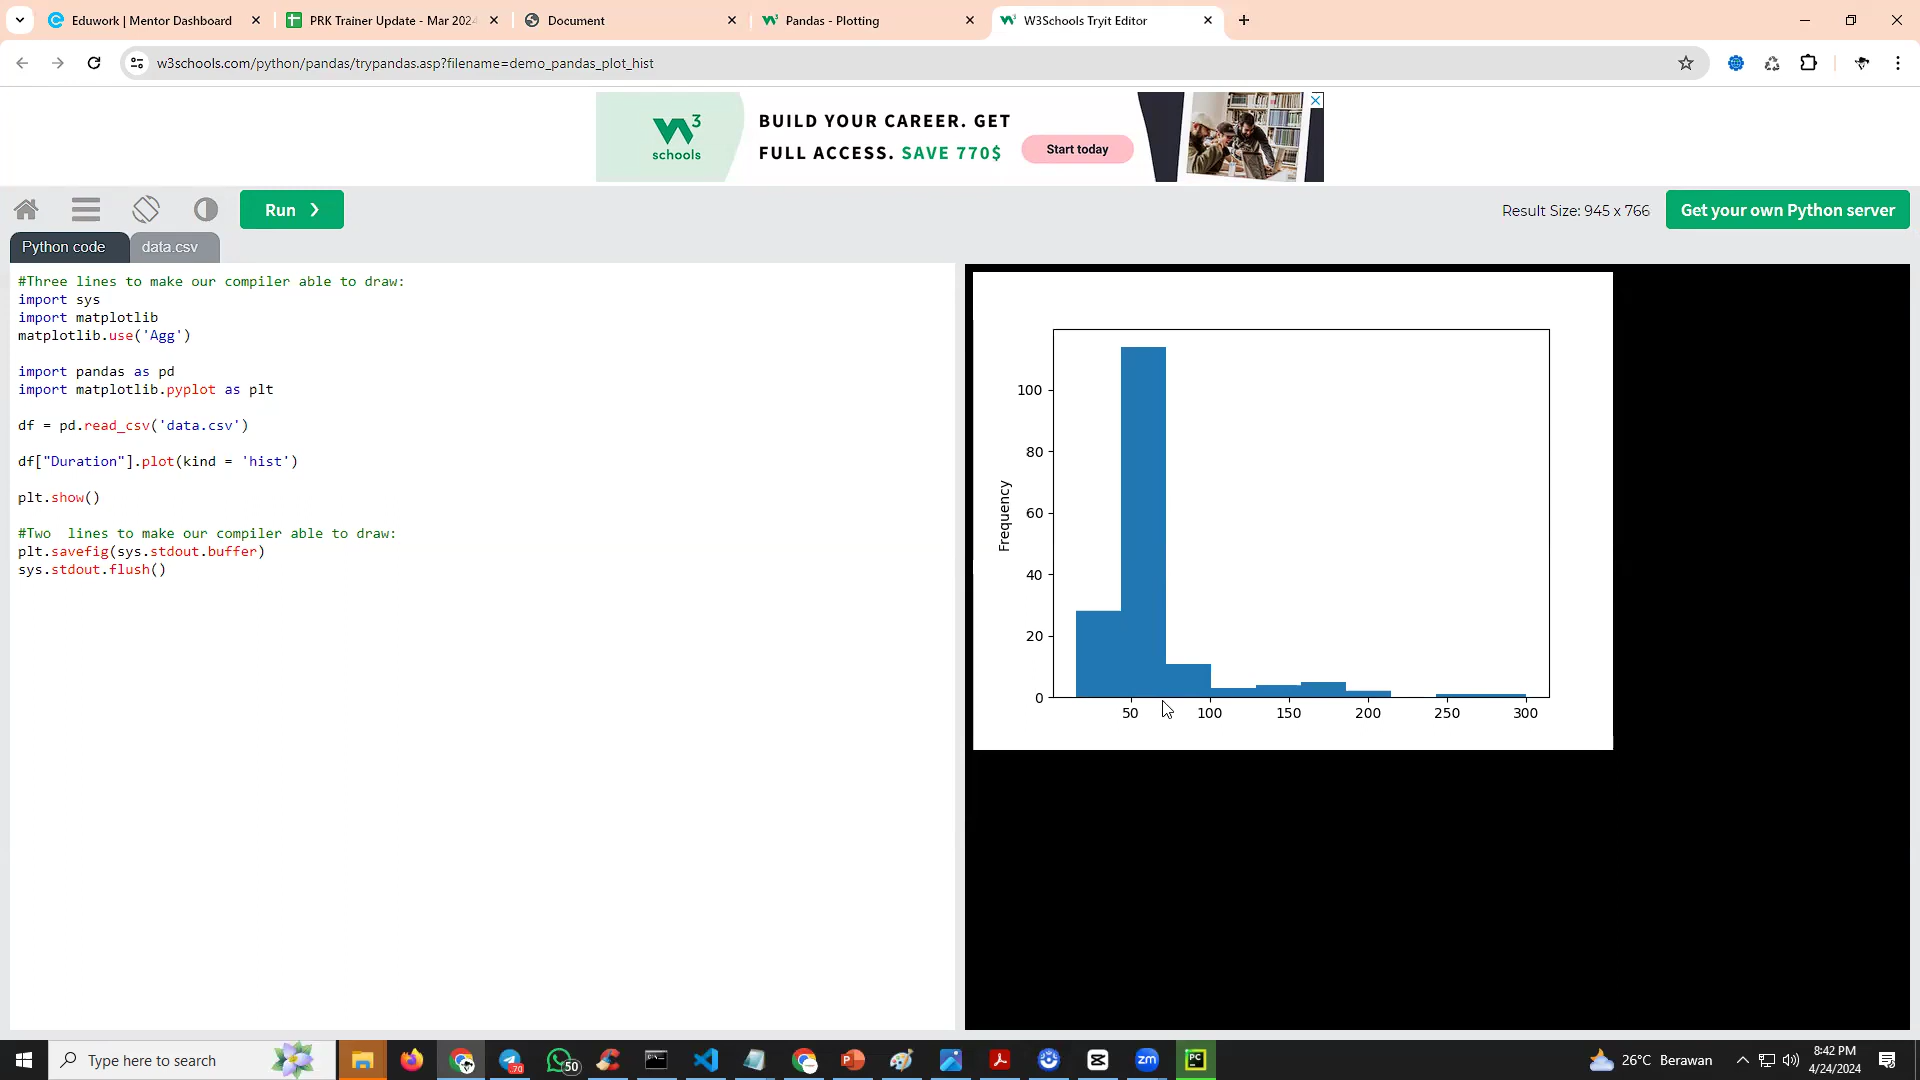 Eduwork | Mentor Dashboard
PRK Trainer Update - Mar 2024
Document
Pandas - Plotting
W3Schools Tryit Editor
w3schools.com/python/pandas/trypandas.asp?filename=demo_pandas_plot_hist
W3
schools
BUILD YOUR CAREER. GET
FULL ACCESS. SAVE 770$
Start today
Run ❯
Result Size: 945 x 766
Get your own Python server
Python code
data.csv
#Three lines to make our compiler able to draw:
import sys
import matplotlib
matplotlib.use('Agg')
import pandas as pd
import matplotlib.pyplot as plt
df = pd.read_csv('data.csv')
df["Duration"].plot(kind = 'hist')
plt.show()
#Two  lines to make our compiler able to draw:
plt.savefig(sys.stdout.buffer)
sys.stdout.flush()
Frequency
100
80
60
40
20
0
50 100 150 200 250 300
Type here to search
70
50
zm
PC
26°C Berawan
8:42 PM
4/24/2024